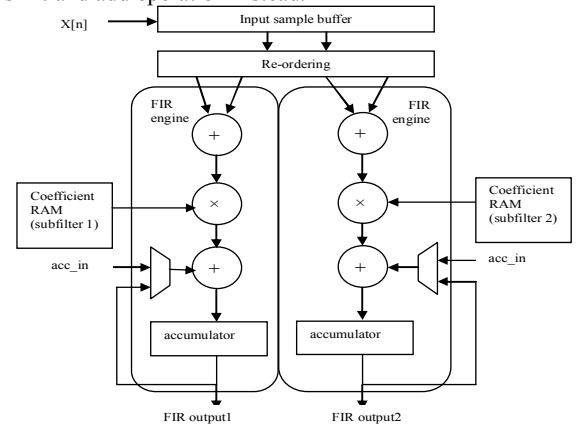 Input sample buffer
X[n]
Re-ordering
FIR
engine
FIR
engine
+
+
Coefficient
RAM
(subfilter 1)
×
×
Coefficient
RAM
(subfilter 2)
acc_in
+
+
acc_in
accumulator
accumulator
FIR output1
FIR output2